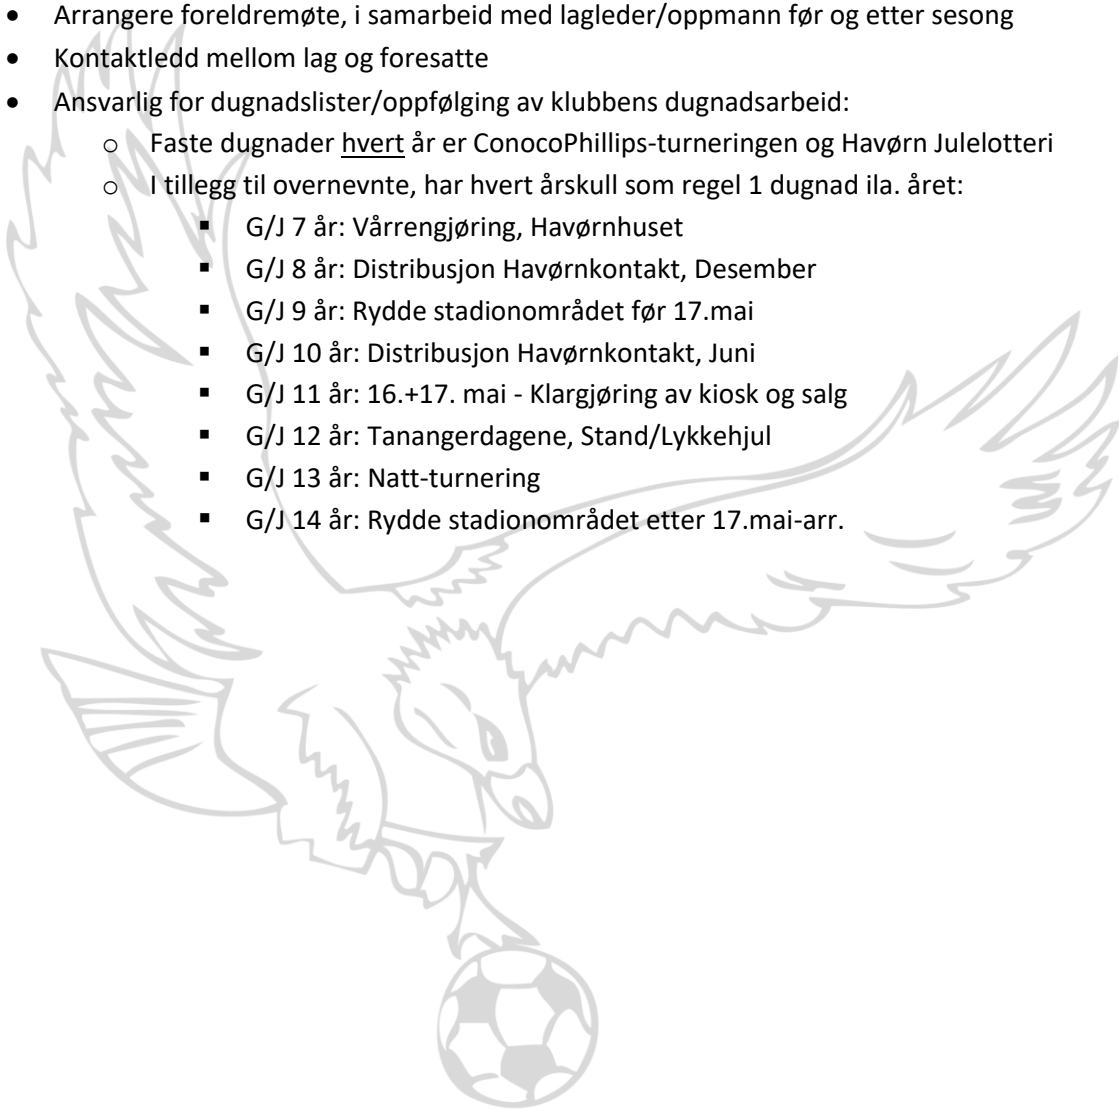 • Arrangere foreldremøte, i samarbeid med lagleder/oppmann før og etter sesong
• Kontaktledd mellom lag og foresatte
• Ansvarlig for dugnadslister/oppfølging av klubbens dugnadsarbeid:
o Faste dugnader hvert år er ConocoPhillips-turneringen og Havørn Julelotteri
o I tillegg til overnevnte, har hvert årskull som regel 1 dugnad ila. året:
▪ G/J 7 år: Vårrengjøring, Havørnhuset
▪ G/J 8 år: Distribusjon Havørnkontakt, Desember
▪ G/J 9 år: Rydde stadionområdet før 17.mai
▪ G/J 10 år: Distribusjon Havørnkontakt, Juni
▪ G/J 11 år: 16.+17. mai - Klargjøring av kiosk og salg
▪ G/J 12 år: Tanangerdagene, Stand/Lykkehjul
▪ G/J 13 år: Natt-turnering
▪ G/J 14 år: Rydde stadionområdet etter 17.mai-arr.